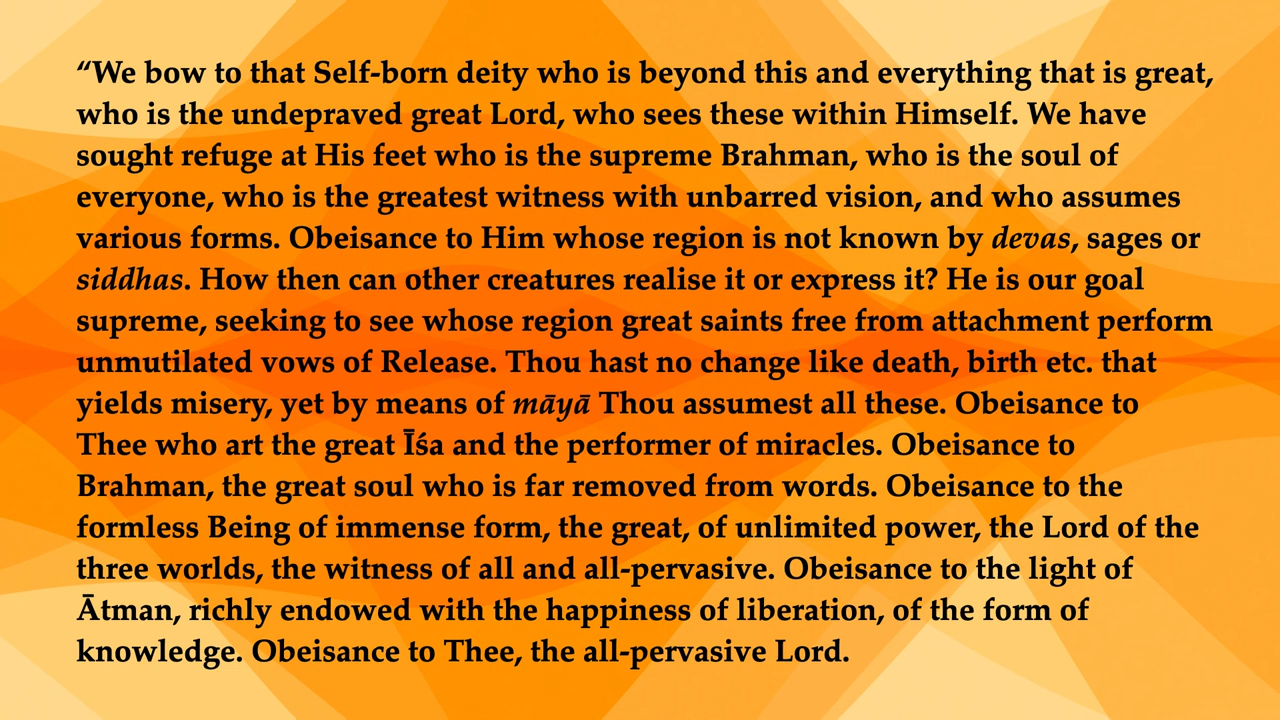 “We bow to that Self-born deity who is beyond this and everything that is great,
who is the undepraved great Lord, who sees these within Himself. We have
sought refuge at His feet who is the supreme Brahman, who is the soul of
everyone, who is the greatest witness with unbarred vision, and who assumes
various forms. Obeisance to Him whose region is not known by devas, sages or
siddhas. How then can other creatures realise it or express it? He is our goal
supreme, seeking to see whose region great saints free from attachment perform
unmutilated vows of Release. Thou hast no change like death, birth etc. that
yields misery, yet by means of māyā Thou assumest all these. Obeisance to
Thee who art the great Īśa and the performer of miracles. Obeisance to
Brahman, the great soul who is far removed from words. Obeisance to the
formless Being of immense form, the great, of unlimited power, the Lord of the
three worlds, the witness of all and all-pervasive. Obeisance to the light of
Ātman, richly endowed with the happiness of liberation, of the form of
knowledge. Obeisance to Thee, the all-pervasive Lord.